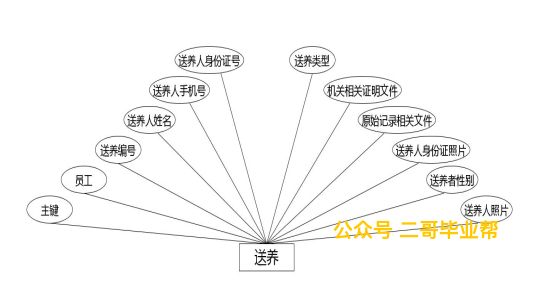 送养人身份证号
送养类型
送养人手机号
机关相关证明文件
送养人姓名
原始记录相关文件
送养编号
送养人身份证照片
员工
送养者性别
主键
送养人照片
公众号 二哥毕业帮
送养